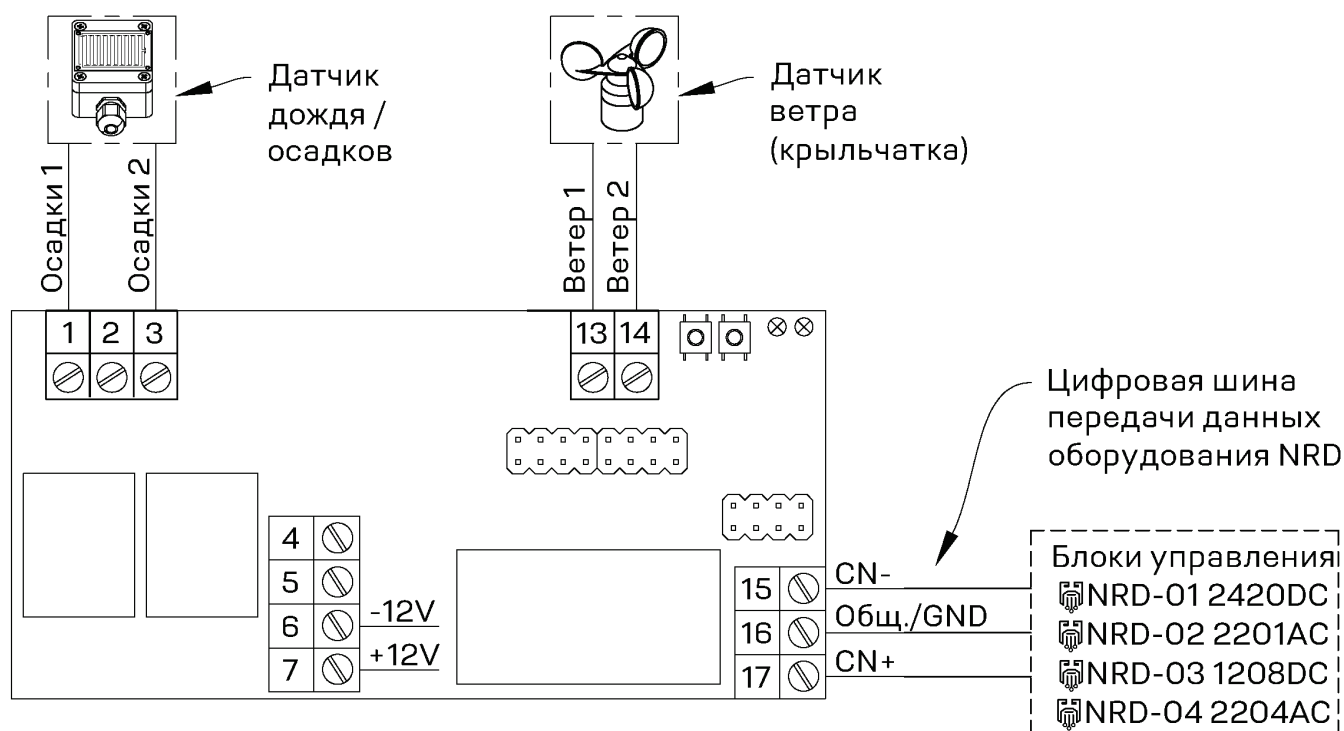 Датчик
дождя /
осадков
Датчик
ветра
(крыльчатка)
Осадки 1
Осадки 2
Ветер 1
Ветер 2
1 2 3
13 14
Цифровая шина
передачи данных
оборудования NRD
4
5
6 -12V
7 +12V
15 CN-
16 Общ./GND
17 CN+
Блоки управления
NRD-01 2420DC
NRD-02 2201AC
NRD-03 1208DC
NRD-04 2204AC